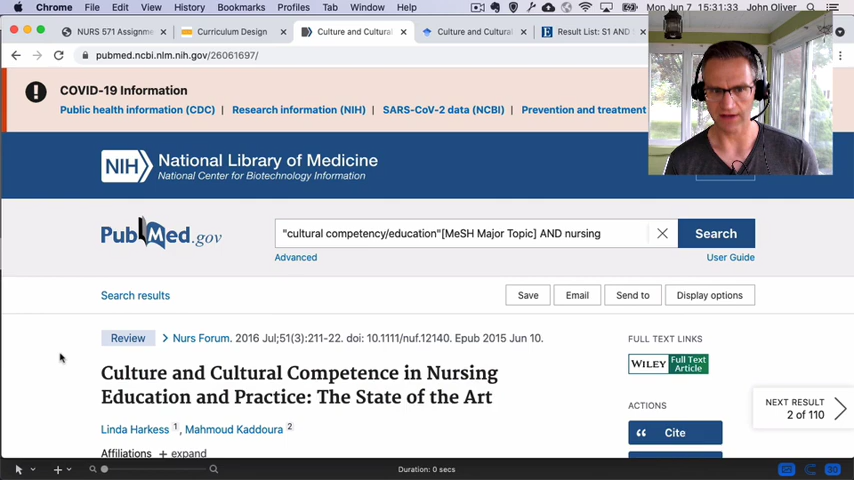 Chrome File Edit View History Bookmarks Profiles Tab Window Help Mon Jun 7 15:31:33 John Oliver
NURS 571 Assignme Curriculum Design Culture and Cultural Culture and Cultural Result List: S1 AND S
pubmed.ncbi.nlm.nih.gov/26061697/
COVID-19 Information
Public health information (CDC) Research information (NIH) SARS-CoV-2 data (NCBI) Prevention and treatment
NIH National Library of Medicine
National Center for Biotechnology Information
PubMed.gov
"cultural competency/education"[MeSH Major Topic] AND nursing
Search
Advanced
User Guide
Search results
Save Email Send to Display options
Review Nurs Forum. 2016 Jul;51(3):211-22. doi: 10.1111/nuf.12140. Epub 2015 Jun 10.
Culture and Cultural Competence in Nursing
Education and Practice: The State of the Art
Linda Harkess 1, Mahmoud Kaddoura 2
Affiliations + expand
FULL TEXT LINKS
WILEY Full Text Article
ACTIONS
Cite
NEXT RESULT
2 of 110
Duration: 0 secs
30